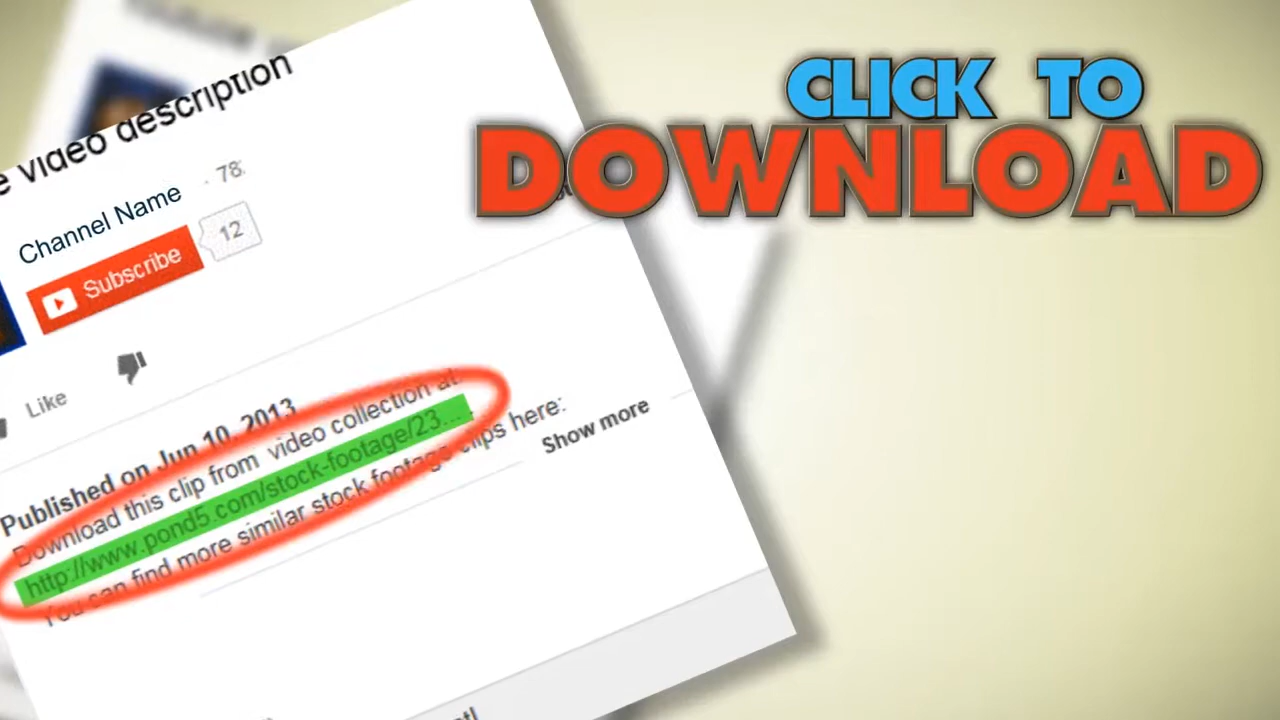 CLICK TO
DOWNLOAD
video description
Channel Name
78
Subscribe
12
Like
Published on Jun 10, 2013
Download this clip from video collection at
http://www.pond5.com/stock-footage/23...
You can find more similar stock footage clips here:
Show more